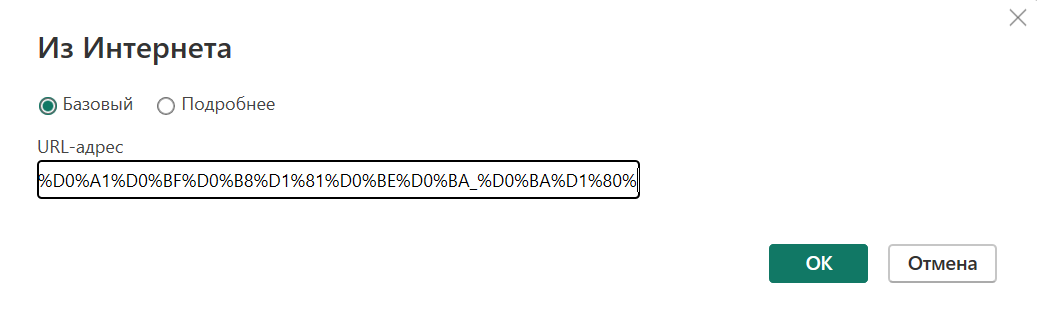 Из Интернета
Базовый Подробнее
URL-адрес
%D0%A1%D0%BF%D0%B8%D1%81%D0%BE%D0%BA_%D0%BA%D1%80%
ОК Отмена